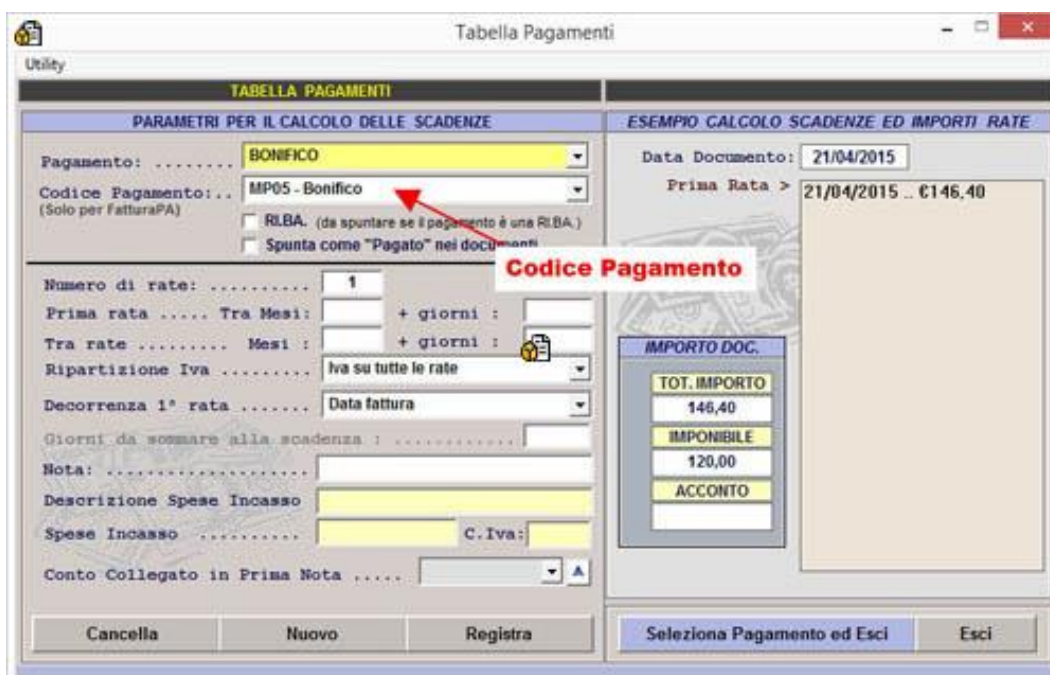 Tabella Pagamenti
Utility
TABELLA PAGAMENTI
PARAMETRI PER IL CALCOLO DELLE SCADENZE
Pagamento: ........ BONIFICO
Codice Pagamento:.. MP05 - Bonifico
(Solo per FatturaPA)
RI.BA. (da spuntare se il pagamento è una RI.BA.)
Spunta come "Pagato" nei documenti
Codice Pagamento
Numero di rate: .......... 1
Prima rata ..... Tra Mesi: + giorni :
Tra rate ......... Mesi : + giorni :
Ripartizione Iva ......... Iva su tutte le rate
Decorrenza 1ª rata ....... Data fattura
Giorni da sommare alla scadenza : ............
Nota: ....................
Descrizione Spese Incasso
Spese Incasso .......... C.Iva:
Conto Collegato in Prima Nota ..... A
Cancella Nuovo Registra
ESEMPIO CALCOLO SCADENZE ED IMPORTI RATE
Data Documento: 21/04/2015
Prima Rata > 21/04/2015 .. €146,40
IMPORTO DOC.
TOT. IMPORTO
146,40
IMPONIBILE
120,00
ACCONTO
Seleziona Pagamento ed Esci Esci